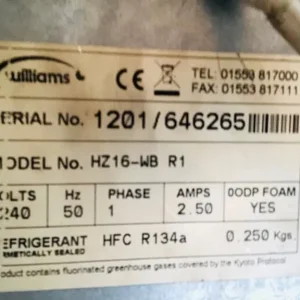 williams
CE TEL: 01553 817000
FAX: 01553 817111
ERIAL No. 1201/646265
ODEL No. HZ16-WB R1
OLTS Hz PHASE AMPS 0ODP FOAM
240 50 1 2.50 YES
EFRIGERANT HFC R134a 0.250 Kgs
ERMETICALLY SEALED
oduct contains fluorinated greenhouse gases covered by the Kyoto Protocol